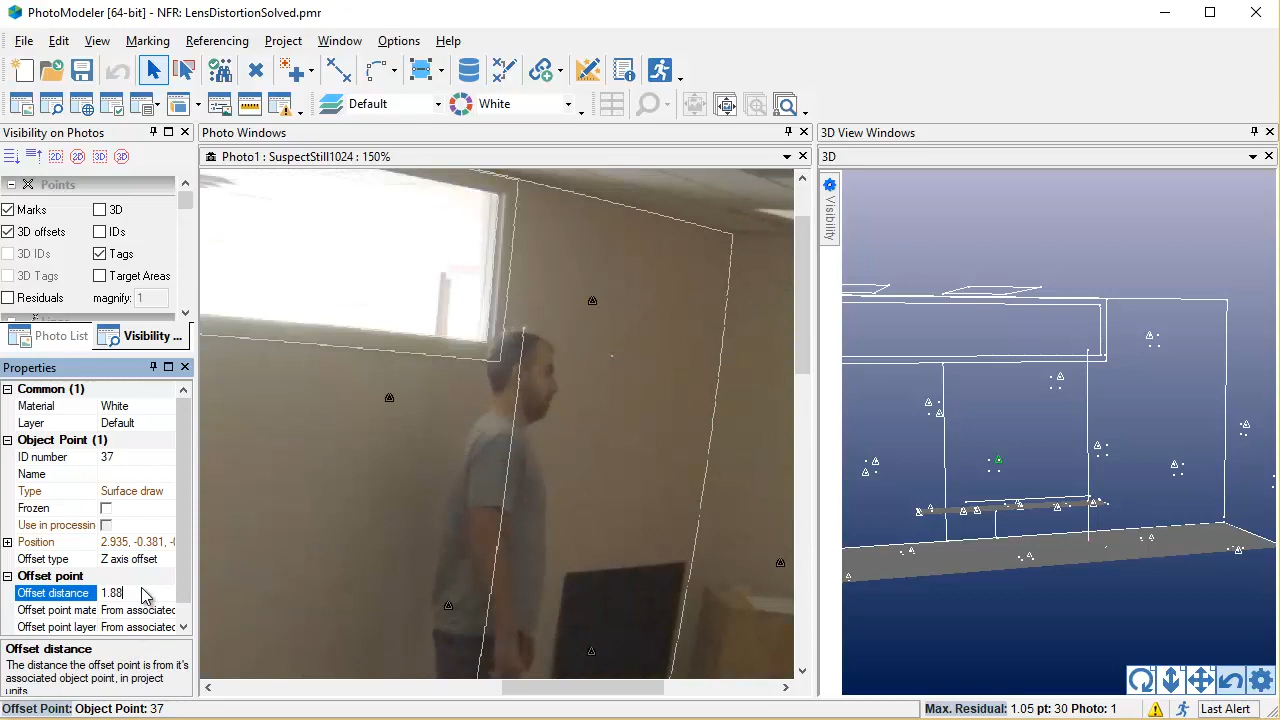 PhotoModeler [64-bit] - NFR: LensDistortionSolved.pmr
File Edit View Marking Referencing Project Window Options Help
Default White
Visibility on Photos
Points
Marks 3D
3D offsets IDs
3D IDs Tags
3D Tags Target Areas
Residuals magnify: 1
Photo List Visibility ...
Properties
Common (1)
Material White
Layer Default
Object Point (1)
ID number 37
Name
Type Surface draw
Frozen
Use in processin
Position 2.935, -0.381, -0
Offset type Z axis offset
Offset point
Offset distance 1.88
Offset point mate From associated
Offset point layer From associated
Offset distance
The distance the offset point is from it's
associated object point, in project
units.
Photo Windows
Photo1 : SuspectStill1024 : 150%
3D View Windows
3D
Visibility
Offset Point: Object Point: 37
Max. Residual: 1.05 pt: 30 Photo: 1
Last Alert